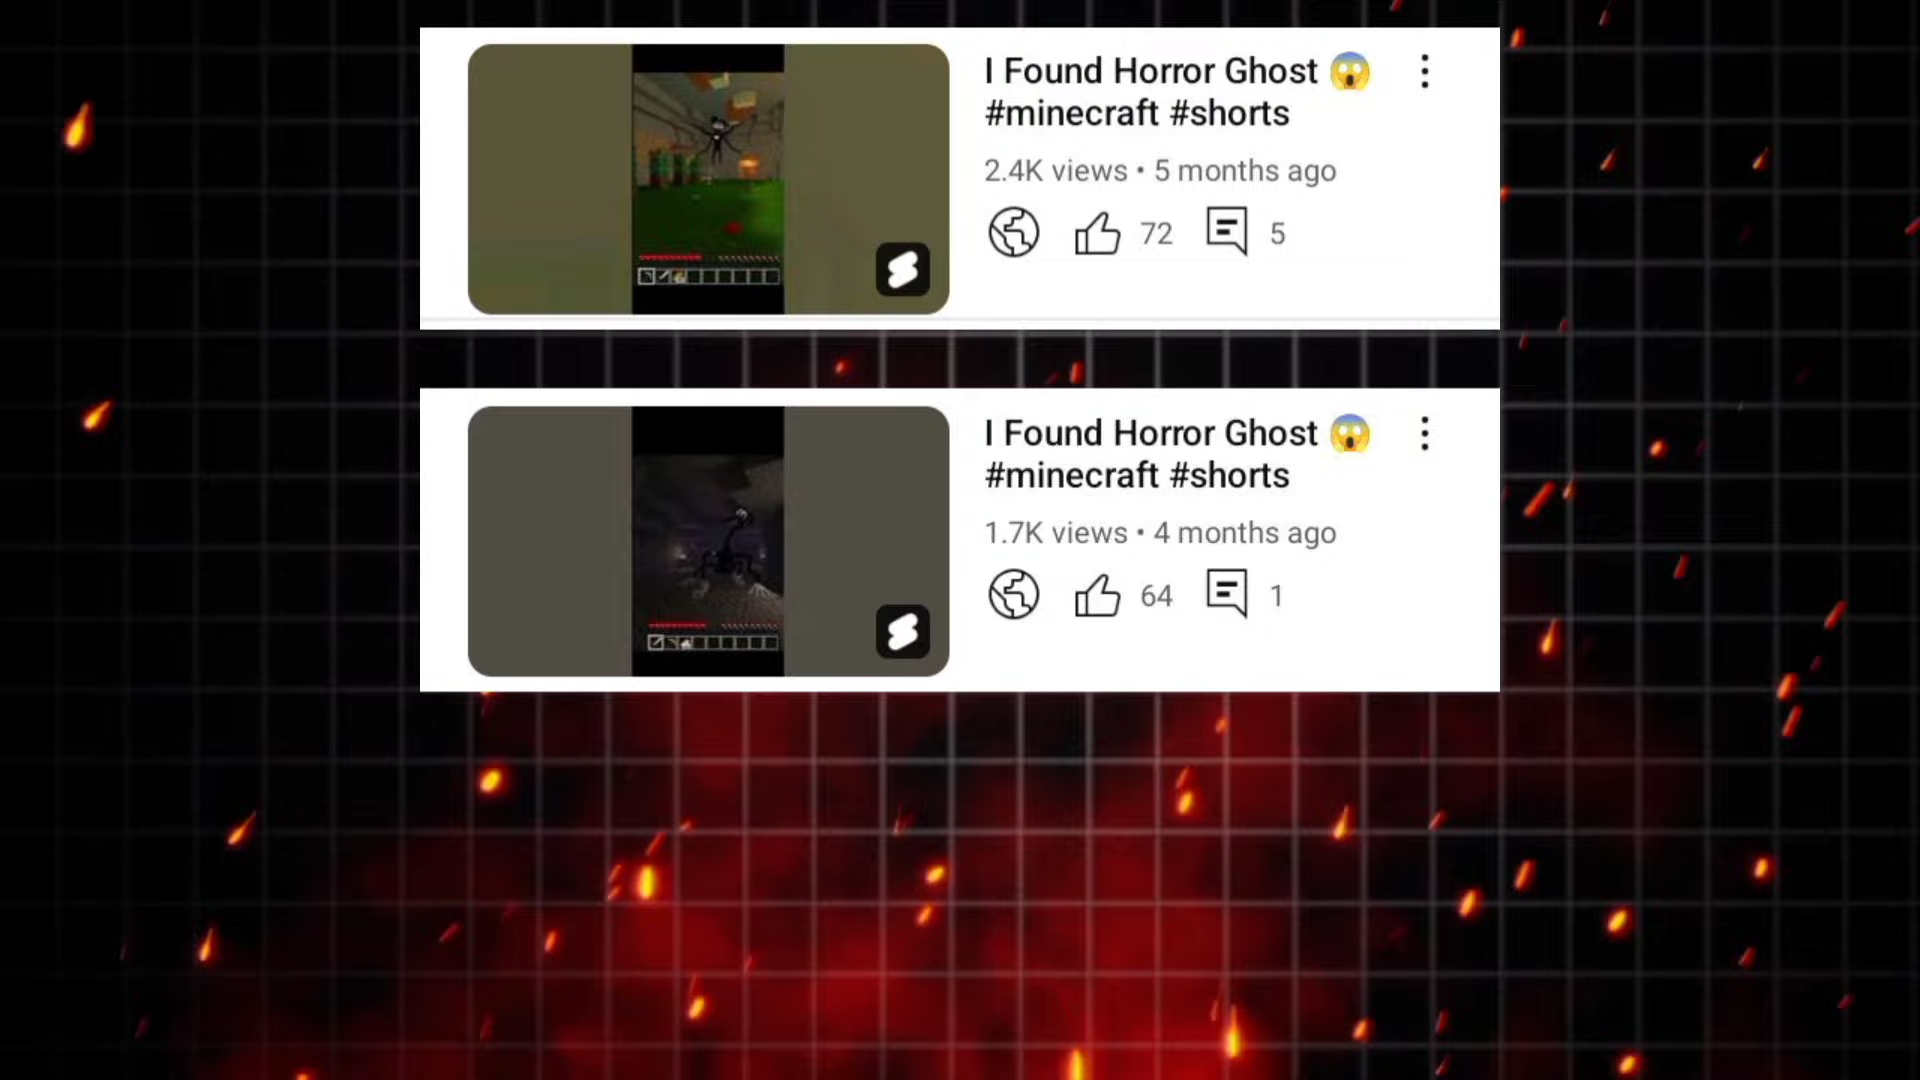 I Found Horror Ghost 😱
#minecraft #shorts
2.4K views • 5 months ago
72 5
I Found Horror Ghost 😱
#minecraft #shorts
1.7K views • 4 months ago
64 1